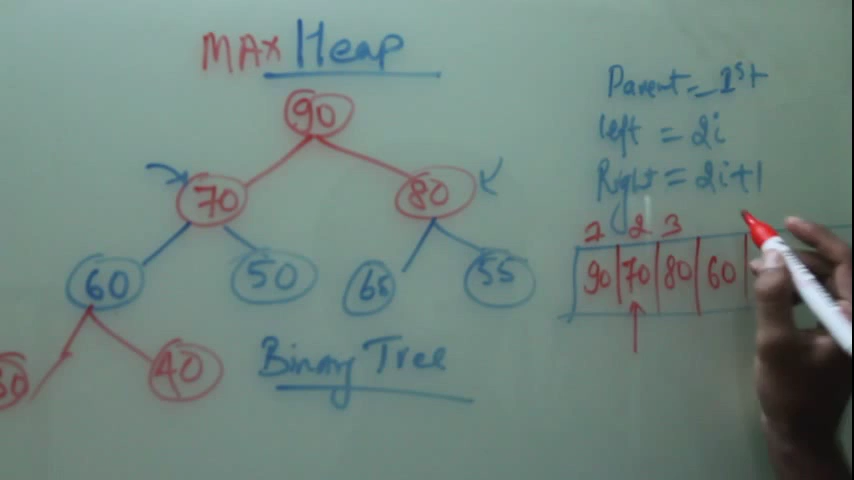 MAX Heap
90
70 80
60 50 65 55
40
Binary Tree
Parent = 1st
left = 2i
Right = 2i+1
1 2 3
90 70 80 60